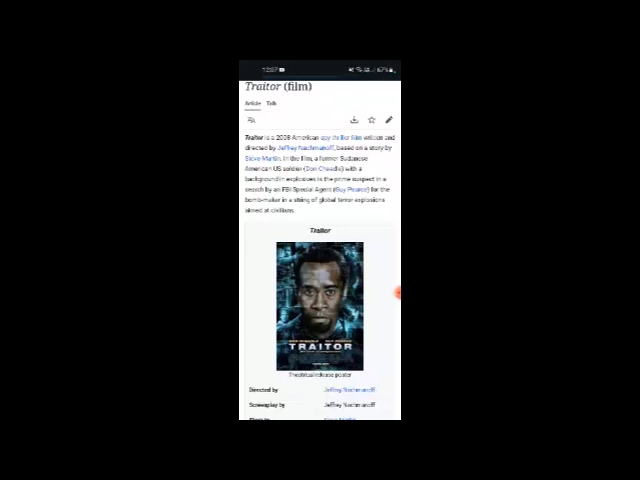 12:07
67%
Traitor (film)
Article Talk
Traitor is a 2008 American spy thriller film written and
directed by Jeffrey Nachmanoff, based on a story by
Steve Martin. In the film, a former Sudanese
American US soldier (Don Cheadle) with a
background in explosives is the prime suspect in a
search by an FBI Special Agent (Guy Pearce) for the
bomb-maker in a string of global terror explosions
aimed at civilians.
Traitor
TRAITOR
Theatrical release poster
Directed by Jeffrey Nachmanoff
Screenplay by Jeffrey Nachmanoff